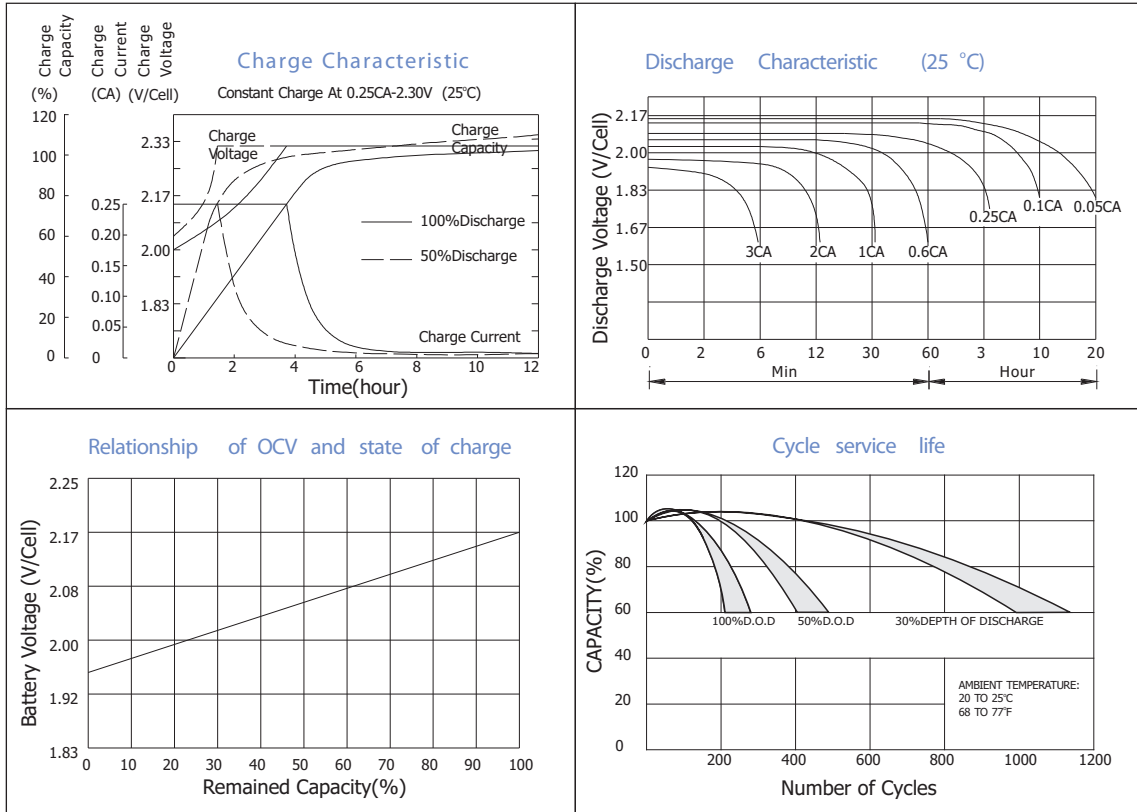 Charge Capacity
Charge Current
Charge Voltage
(%)
(CA)
(V/Cell)
Charge Characteristic
Constant Charge At 0.25CA-2.30V (25°C)
120
100
80
60
40
20
0
0.25
0.20
0.15
0.10
0.05
0
2.33
2.17
2.00
1.83
Charge
Voltage
Charge
Capacity
100%Discharge
50%Discharge
Charge Current
0 2 4 6 8 10 12
Time(hour)
Discharge Characteristic (25 °C)
Discharge Voltage (V/Cell)
2.17
2.00
1.83
1.67
1.50
3CA 2CA 1CA 0.6CA 0.25CA 0.1CA 0.05CA
0 2 6 12 30 60 3 10 20
Min Hour
Relationship of OCV and state of charge
Battery Voltage (V/Cell)
2.25
2.17
2.08
2.00
1.92
1.83
0 10 20 30 40 50 60 70 80 90 100
Remained Capacity(%)
Cycle service life
CAPACITY(%)
120
100
80
60
40
20
0
100%D.O.D 50%D.O.D 30%DEPTH OF DISCHARGE
AMBIENT TEMPERATURE:
20 TO 25°C
68 TO 77°F
200 400 600 800 1000 1200
Number of Cycles